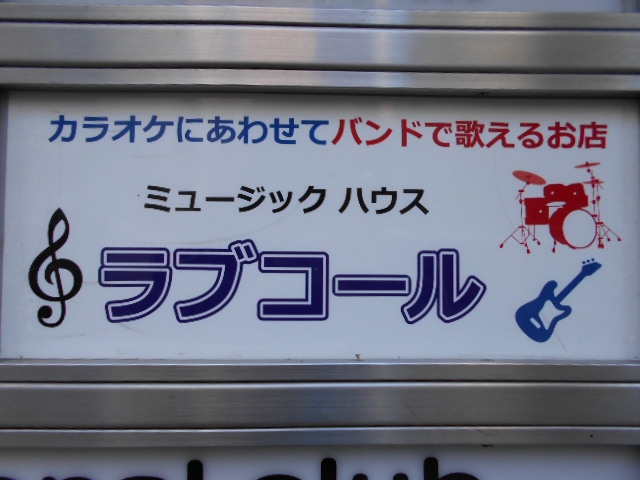 カラオケにあわせてバンドで歌えるお店
ミュージック ハウス
ラブコール
club